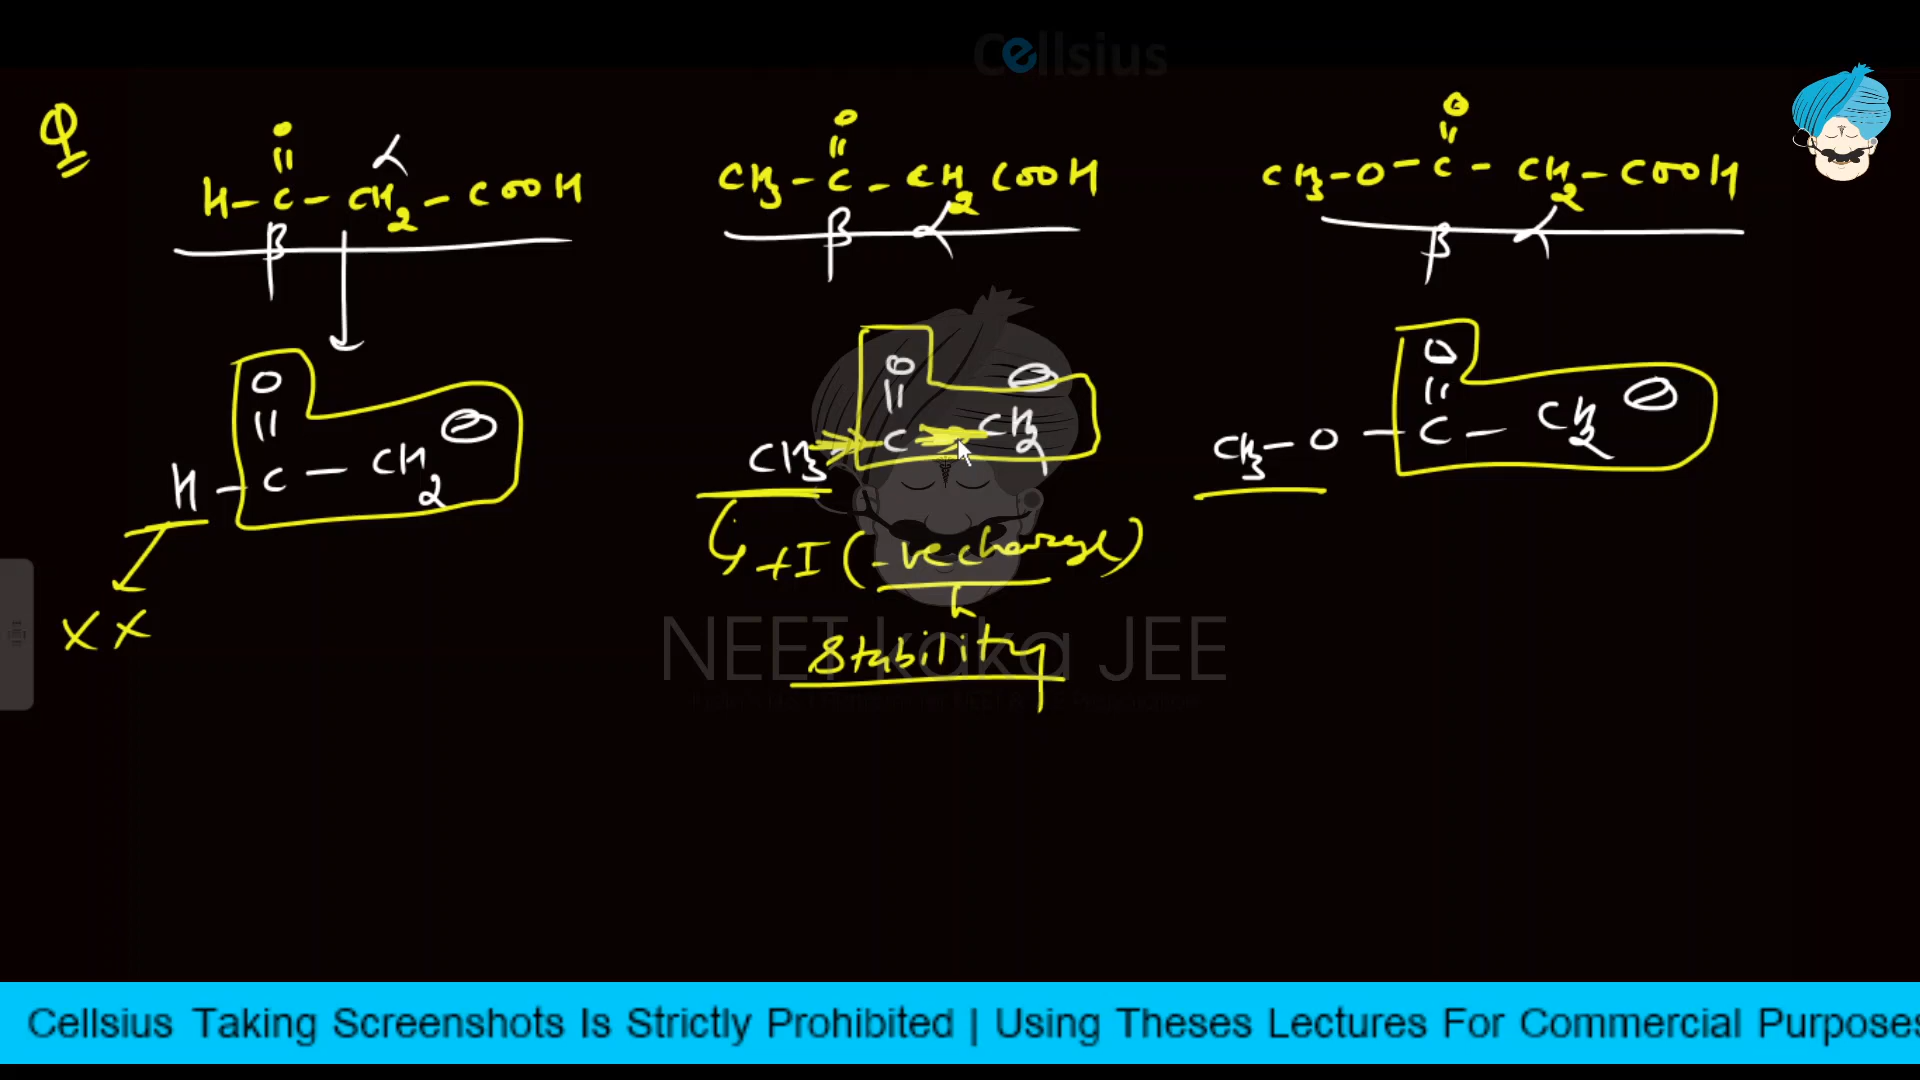 Cellsius
Q
O
||
H-C-CH2-COOH
α
β
O
||
CH3-C-CH2COOH
β α
O
||
CH3-O-C-CH2-COOH
β α
O
||
H-C-CH2 ⊖
XX
O
||
CH3-C-CH2 ⊖
+I (-ve charge)
Stability
O
||
CH3-O-C-CH2 ⊖
NEET kaka JEE
Cellsius Taking Screenshots Is Strictly Prohibited | Using Theses Lectures For Commercial Purposes